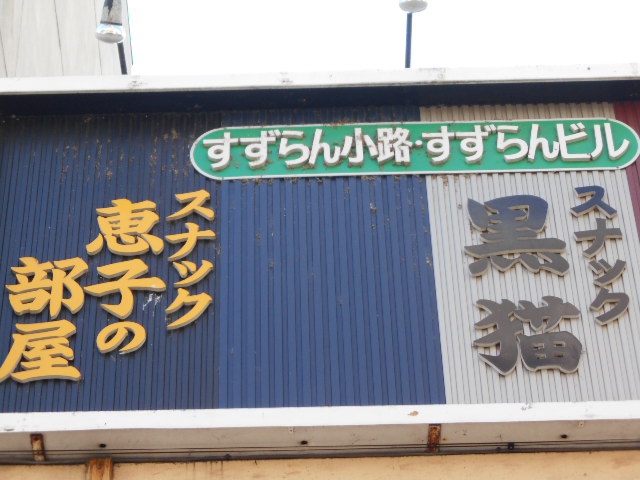 すずらん小路・すずらんビル
スナック
黒猫
スナック
恵子の
部屋